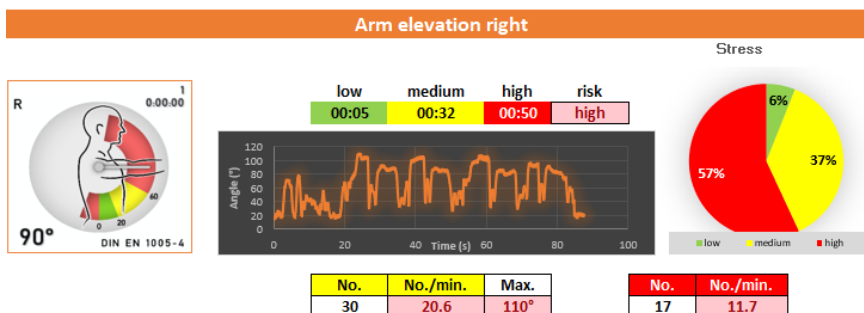 Arm elevation right
Stress
R
1
0:00:00
0
20
60
90°
DIN EN 1005-4
low medium high risk
00:05 00:32 00:50 high
Angle (°)
120
100
80
60
40
20
0
0 20 40 60 80 100
Time (s)
6%
37%
57%
low medium high
No. No./min. Max.
30 20.6 110°
No. No./min.
17 11.7